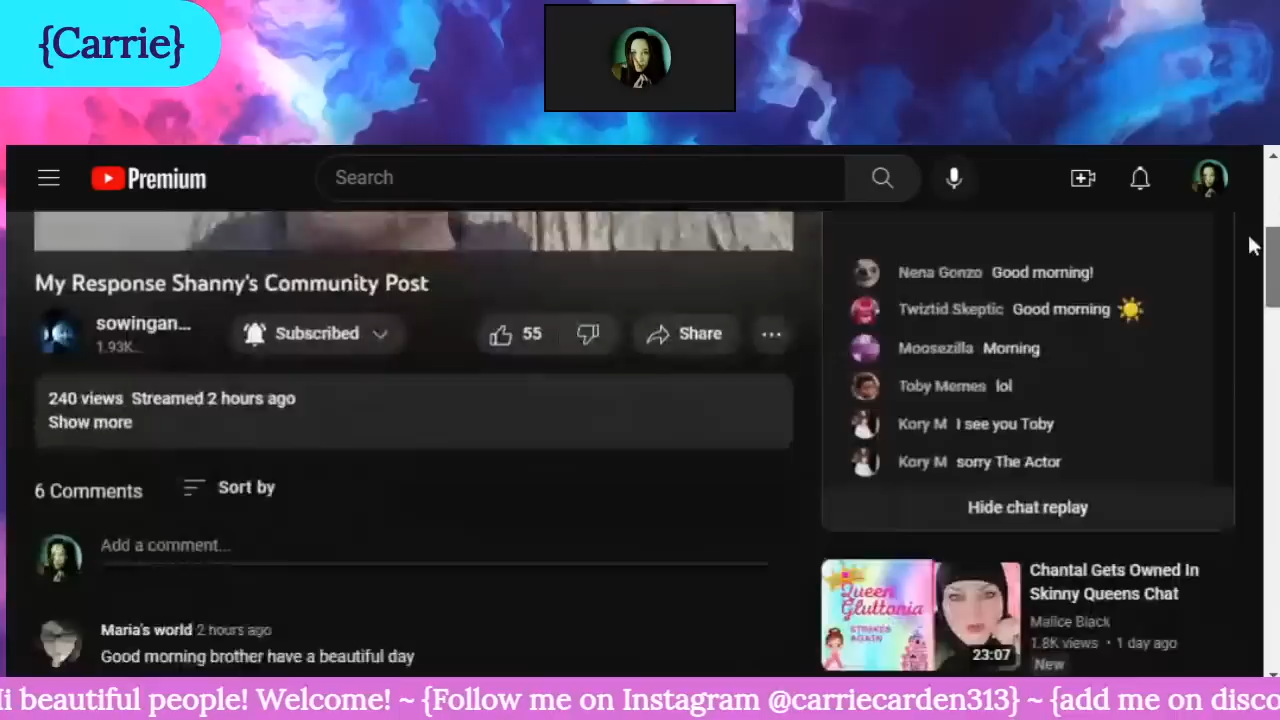 {Carrie}
Premium
Search
My Response Shanny's Community Post
sowingan...
1.93K...
Subscribed
55
Share
240 views Streamed 2 hours ago
Show more
6 Comments
Sort by
Add a comment...
Maria's world 2 hours ago
Good morning brother have a beautiful day
Nena Gonzo Good morning!
Twiztid Skeptic Good morning
Moosezilla Morning
Toby Memes lol
Kory M I see you Toby
Kory M sorry The Actor
Hide chat replay
Queen
Gluttonia
STRIKES
AGAIN
23:07
Chantal Gets Owned In
Skinny Queens Chat
Malice Black
1.8K views • 1 day ago
New
Hi beautiful people! Welcome! ~ {Follow me on Instagram @carriecarden313} ~ {add me on disco